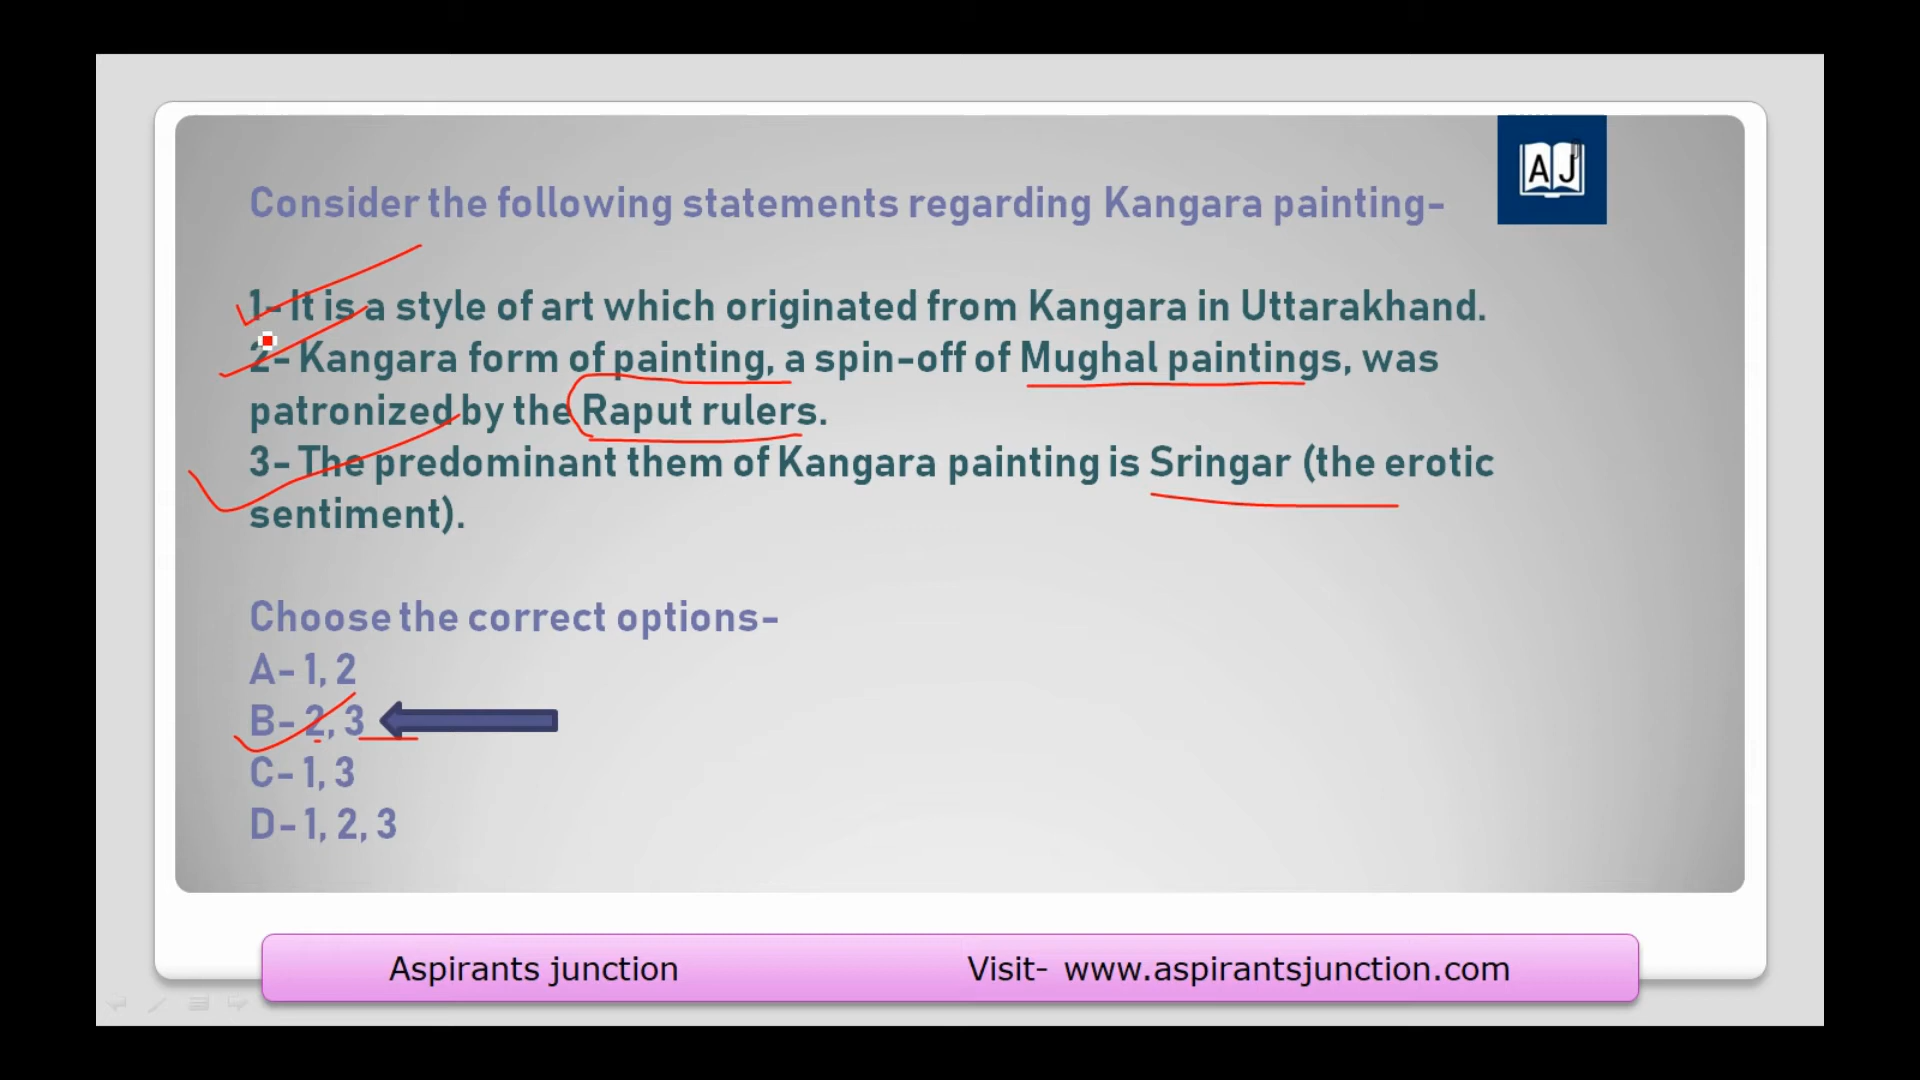 AJ
Consider the following statements regarding Kangara painting-
1- It is a style of art which originated from Kangara in Uttarakhand.
2- Kangara form of painting, a spin-off of Mughal paintings, was
patronized by the Raput rulers.
3- The predominant them of Kangara painting is Sringar (the erotic
sentiment).
Choose the correct options-
A- 1, 2
B- 2, 3
C- 1, 3
D- 1, 2, 3
Aspirants junction Visit- www.aspirantsjunction.com